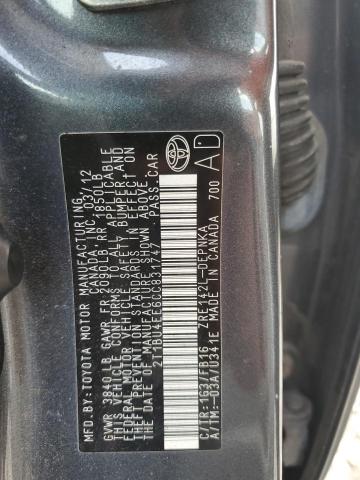 MFD. BY: TOYOTA MOTOR MANUFACTURING
CANADA, INC. 03/12
GVWR 3840 LB GAWR FR 2090LB RR 1850LB
THIS VEHICLE CONFORMS TO ALL APPLICABLE
FEDERAL MOTOR VEHICLE SAFETY, BUMPER, AND
THEFT PREVENTION STANDARDS IN EFFECT ON
THE DATE OF MANUFACTURE SHOWN ABOVE.
2T1BU4EE6CC831747 PASS. CAR
C/TR: 1G3/FB16 ZRE142L-DEPNKA
A/TM: -03A/U341E MADE IN CANADA 700
AD